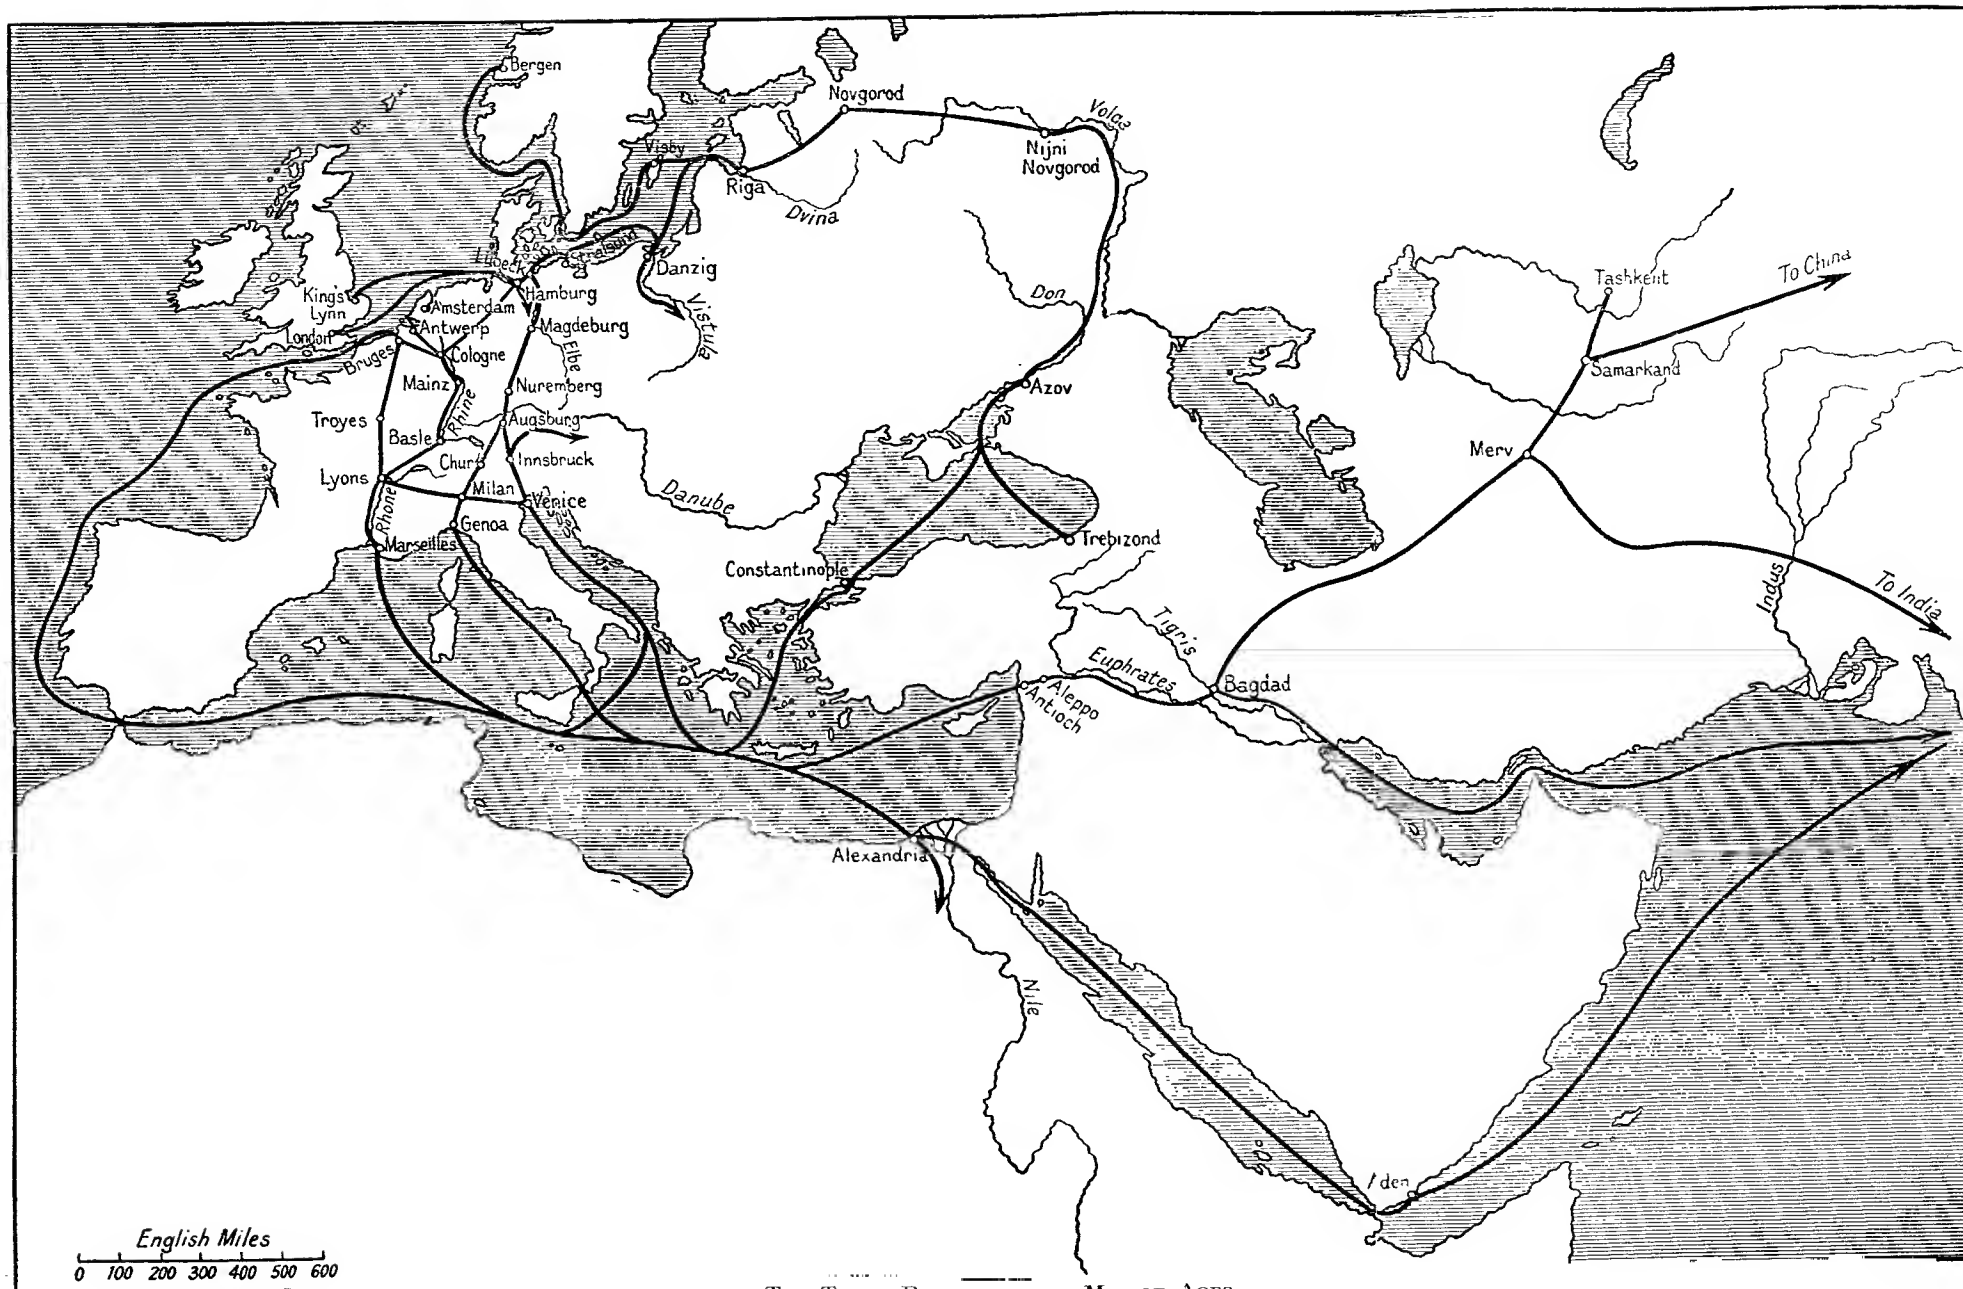 Bergen
Novgorod
Volga
Visby
Nijni
Novgorod
Riga
Dvina
Lübeck
Stralsund
Danzig
King's
Lynn
Hamburg
Amsterdam
Don
Tashkent
To China
London
Antwerp
Magdeburg
Vistula
Bruges
Cologne
Elbe
Samarkand
Mainz
Nuremberg
Azov
Rhine
Troyes
Augsburg
Basle
Chur
Innsbruck
Merv
Lyons
Milan
Venice
Danube
Rhone
Genoa
Marseilles
Trebizond
Constantinople
To India
Indus
Tigris
Euphrates
Bagdad
Aleppo
Antioch
Alexandria
Nile
den
English Miles
0 100 200 300 400 500 600